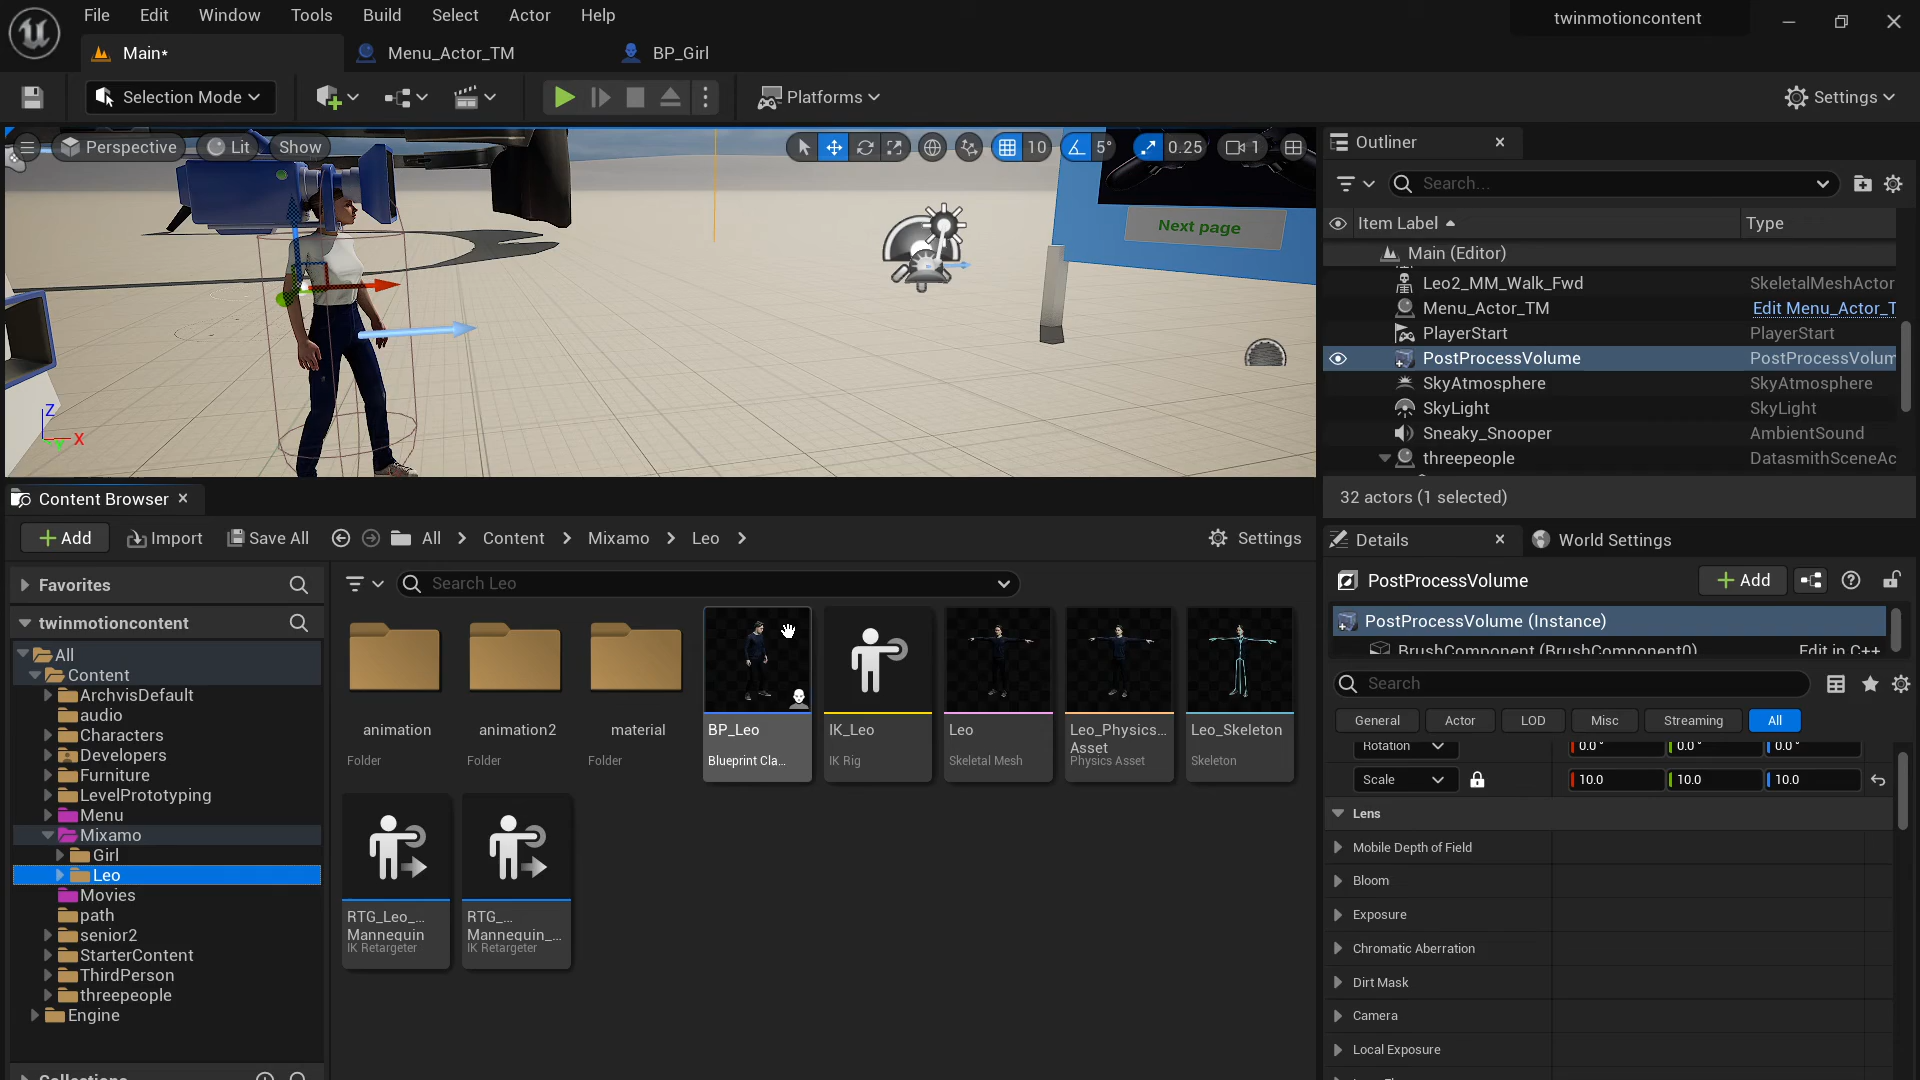 File Edit Window Tools Build Select Actor Help
twinmotioncontent
Main* Menu_Actor_TM BP_Girl
Selection Mode Platforms Settings
Perspective Lit Show 10 5° 0.25 1
Next page
Z
X
Outliner
Search...
Item Label Type
Main (Editor)
Leo2_MM_Walk_Fwd SkeletalMeshActor
Menu_Actor_TM Edit Menu_Actor_T
PlayerStart PlayerStart
PostProcessVolume PostProcessVolum
SkyAtmosphere SkyAtmosphere
SkyLight SkyLight
Sneaky_Snooper AmbientSound
threepeople DatasmithSceneAc
32 actors (1 selected)
Content Browser
Add Import Save All All Content Mixamo Leo Settings
Favorites
Search Leo
twinmotioncontent
All
Content
ArchvisDefault
audio
Characters
Developers
Furniture
LevelPrototyping
Menu
Mixamo
Girl
Leo
Movies
path
senior2
StarterContent
ThirdPerson
threepeople
Engine
Collections
animation
Folder
animation2
Folder
material
Folder
BP_Leo
Blueprint Cla...
IK_Leo
IK Rig
Leo
Skeletal Mesh
Leo_Physics...
Asset
Physics Asset
Leo_Skeleton
Skeleton
RTG_Leo_...
Mannequin
IK Retargeter
RTG_...
Mannequin_...
IK Retargeter
Details World Settings
PostProcessVolume Add
PostProcessVolume (Instance)
BrushComponent (BrushComponent0) Edit in C++
Search
General Actor LOD Misc Streaming All
Rotation 0.0° 0.0° 0.0°
Scale 10.0 10.0 10.0
Lens
Mobile Depth of Field
Bloom
Exposure
Chromatic Aberration
Dirt Mask
Camera
Local Exposure